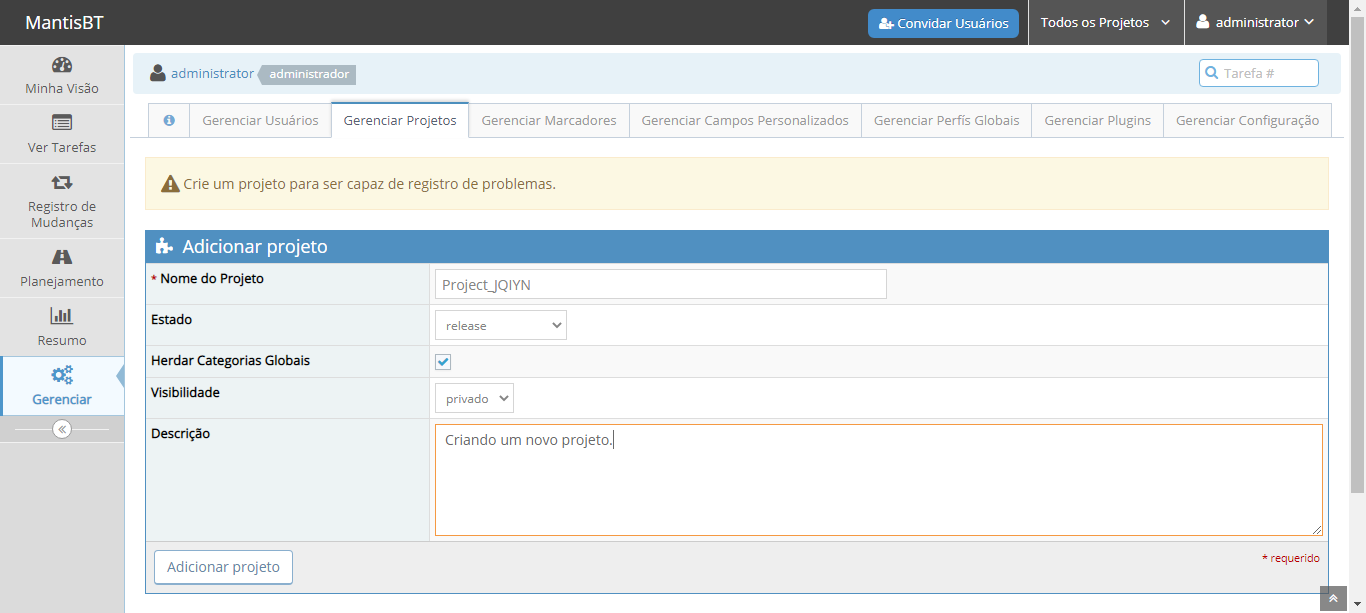 MantisBT
Convidar Usuários
Todos os Projetos
administrator
Minha Visão
Ver Tarefas
Registro de
Mudanças
Planejamento
Resumo
Gerenciar
administrator
administrador
Tarefa #
Gerenciar Usuários
Gerenciar Projetos
Gerenciar Marcadores
Gerenciar Campos Personalizados
Gerenciar Perfís Globais
Gerenciar Plugins
Gerenciar Configuração
Crie um projeto para ser capaz de registro de problemas.
Adicionar projeto
* Nome do Projeto
Project_JQIYN
Estado
release
Herdar Categorias Globais
Visibilidade
privado
Descrição
Criando um novo projeto.
Adicionar projeto
* requerido